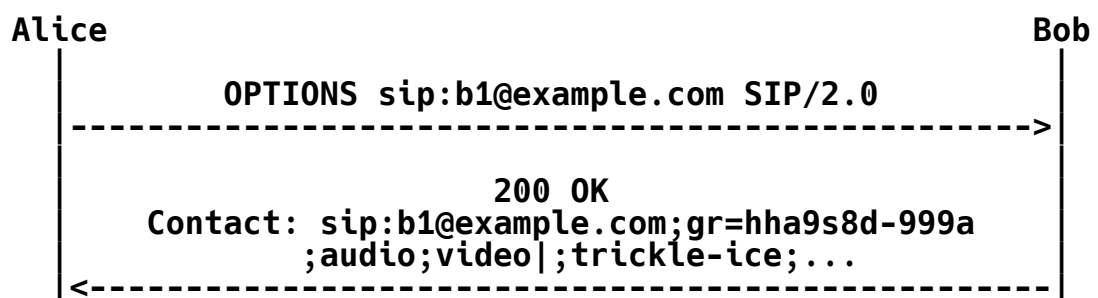 Alice Bob
OPTIONS sip:b1@example.com SIP/2.0
200 OK
Contact: sip:b1@example.com;gr=hha9s8d-999a
;audio;video|;trickle-ice;...